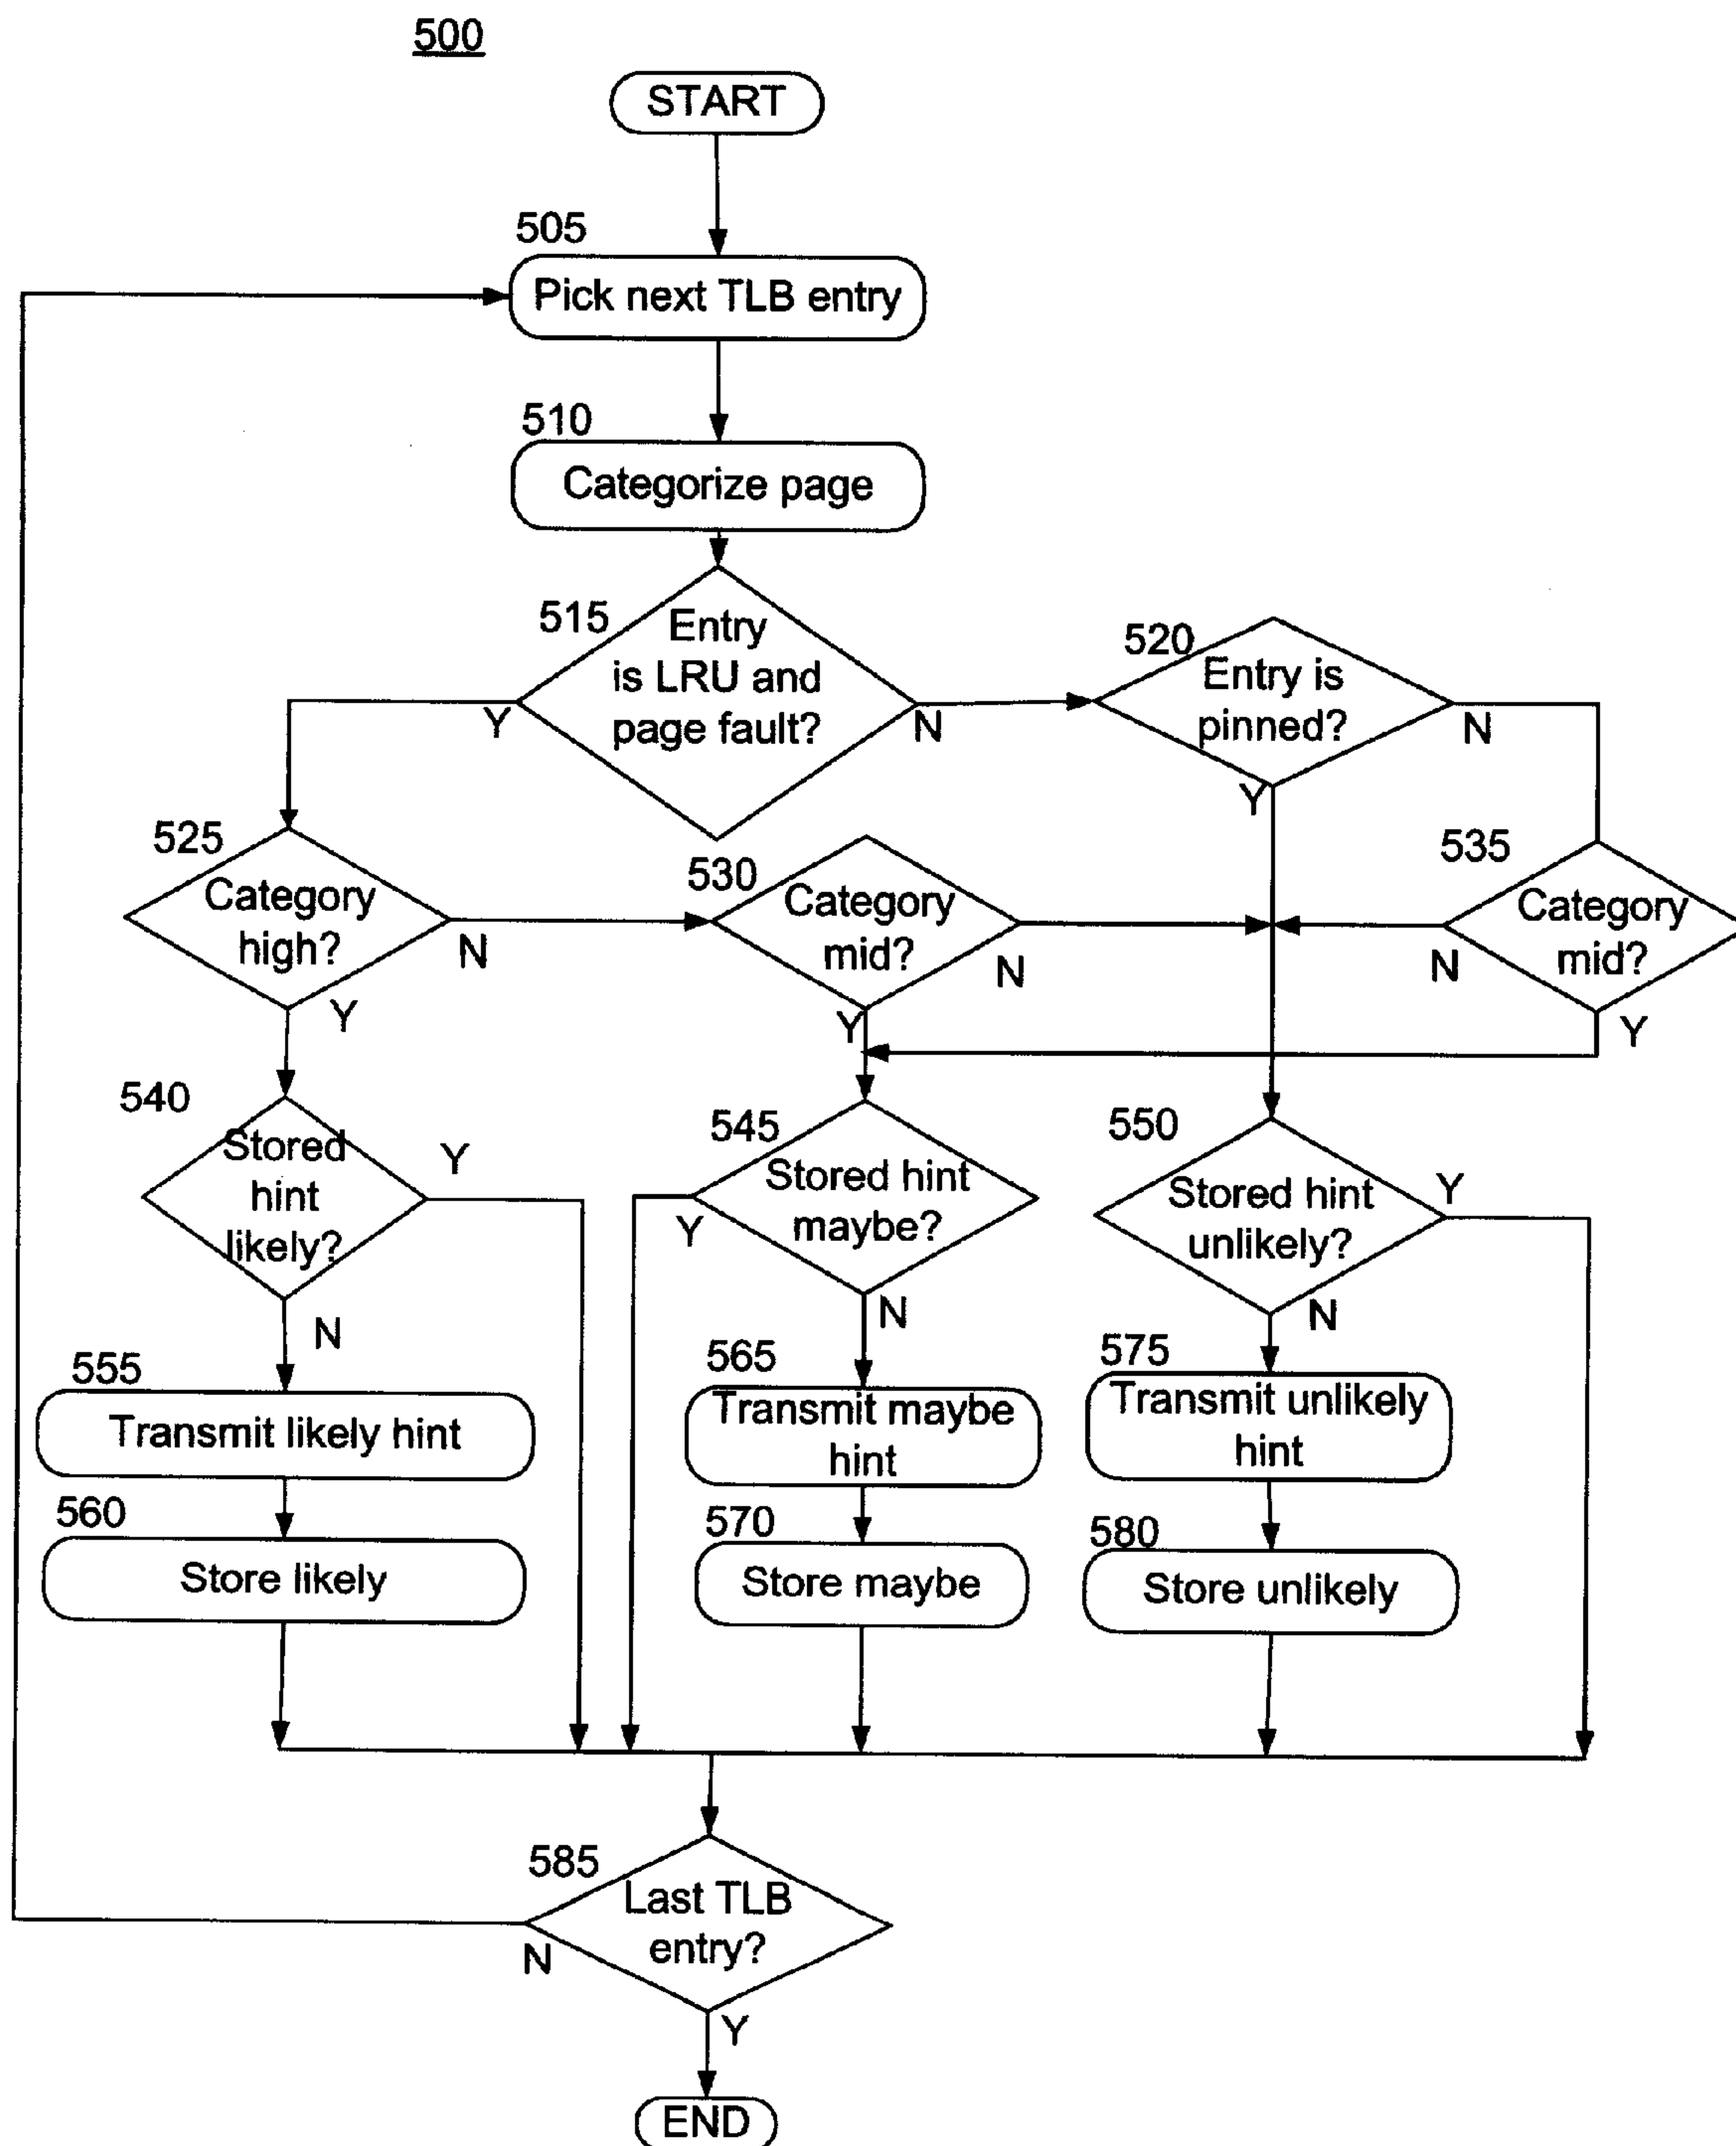 500
START
505
Pick next TLB entry
510
Categorize page
515
Entry
is LRU and
page fault?
Y
N
520
Entry is
pinned?
N
Y
525
Category
high?
N
Y
530
Category
mid?
N
Y
535
Category
mid?
N
Y
540
Stored
hint
likely?
Y
N
545
Stored hint
maybe?
Y
N
550
Stored hint
unlikely?
Y
N
555
Transmit likely hint
565
Transmit maybe
hint
575
Transmit unlikely
hint
560
Store likely
570
Store maybe
580
Store unlikely
585
Last TLB
entry?
N
Y
END